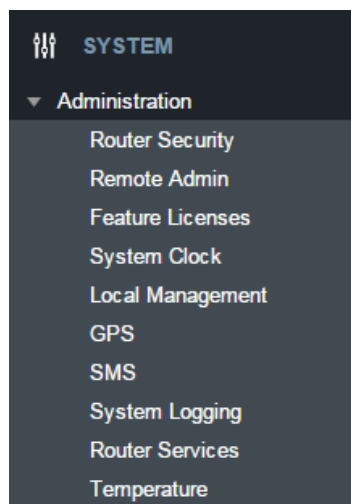 SYSTEM
Administration
Router Security
Remote Admin
Feature Licenses
System Clock
Local Management
GPS
SMS
System Logging
Router Services
Temperature